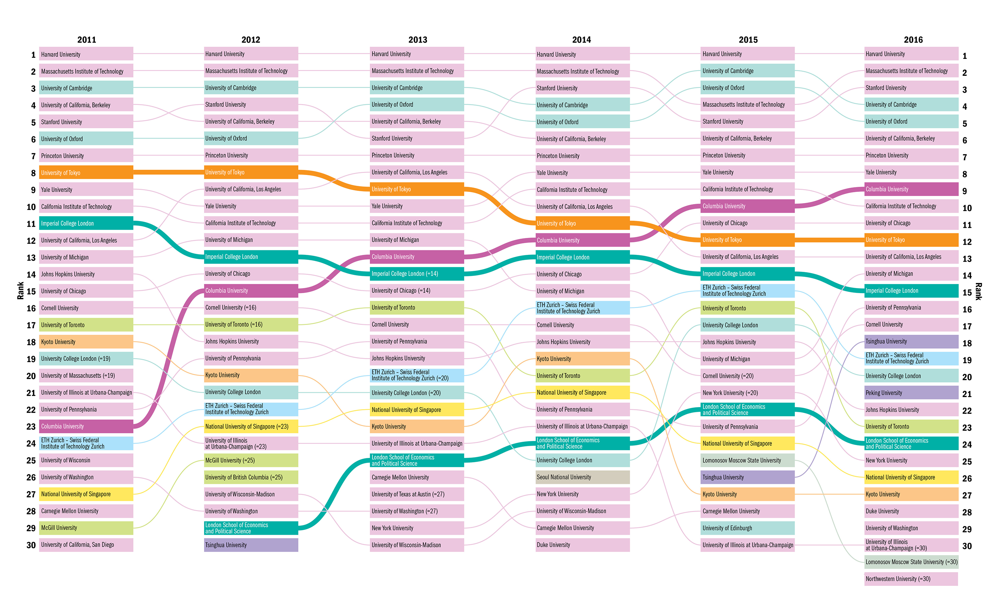 2011 2012 2013 2014 2015 2016
1 Harvard University Harvard University Harvard University Harvard University Harvard University Harvard University 1
2 Massachusetts Institute of Technology Massachusetts Institute of Technology Massachusetts Institute of Technology Massachusetts Institute of Technology University of Cambridge Massachusetts Institute of Technology 2
3 University of Cambridge University of Cambridge University of Cambridge Stanford University University of Oxford Stanford University 3
4 University of California, Berkeley Stanford University University of Oxford University of Cambridge Massachusetts Institute of Technology University of Cambridge 4
5 Stanford University University of California, Berkeley University of California, Berkeley University of Oxford Stanford University University of Oxford 5
6 University of Oxford University of Oxford Stanford University University of California, Berkeley University of California, Berkeley University of California, Berkeley 6
7 Princeton University Princeton University Princeton University Princeton University Princeton University Princeton University 7
8 University of Tokyo University of Tokyo University of California, Los Angeles Yale University Yale University Yale University 8
9 Yale University University of California, Los Angeles University of Tokyo California Institute of Technology California Institute of Technology Columbia University 9
10 California Institute of Technology Yale University Yale University University of California, Los Angeles Columbia University California Institute of Technology 10
11 Imperial College London California Institute of Technology California Institute of Technology University of Tokyo University of Chicago University of Chicago 11
12 University of California, Los Angeles University of Michigan University of Michigan Columbia University University of Tokyo University of Tokyo 12
13 University of Michigan Imperial College London Columbia University Imperial College London University of California, Los Angeles University of California, Los Angeles 13
14 Johns Hopkins University University of Chicago Imperial College London (=14) University of Chicago Imperial College London University of Michigan 14
Rank
15 University of Chicago Columbia University University of Chicago (=14) University of Michigan ETH Zurich – Swiss Federal Institute of Technology Zurich Imperial College London 15
Rank
16 Cornell University Cornell University (=16) University of Toronto ETH Zurich – Swiss Federal Institute of Technology Zurich University of Toronto University of Pennsylvania 16
17 University of Toronto University of Toronto (=16) Cornell University Cornell University University College London Cornell University 17
18 Kyoto University Johns Hopkins University University of Pennsylvania Johns Hopkins University Johns Hopkins University Tsinghua University 18
19 University College London (=19) University of Pennsylvania Johns Hopkins University Kyoto University University of Michigan ETH Zurich – Swiss Federal Institute of Technology Zurich 19
20 University of Massachusetts (=19) Kyoto University ETH Zurich – Swiss Federal Institute of Technology Zurich (=20) University of Toronto Cornell University (=20) University College London 20
21 University of Illinois at Urbana-Champaign University College London University College London (=20) National University of Singapore New York University (=20) Peking University 21
22 University of Pennsylvania ETH Zurich – Swiss Federal Institute of Technology Zurich National University of Singapore University of Pennsylvania London School of Economics and Political Science Johns Hopkins University 22
23 Columbia University National University of Singapore (=23) Kyoto University University of Illinois at Urbana-Champaign University of Pennsylvania University of Toronto 23
24 ETH Zurich – Swiss Federal Institute of Technology Zurich University of Illinois at Urbana-Champaign (=23) University of Illinois at Urbana-Champaign London School of Economics and Political Science National University of Singapore London School of Economics and Political Science 24
25 University of Wisconsin McGill University (=25) London School of Economics and Political Science University College London Lomonosov Moscow State University New York University 25
26 University of Washington University of British Columbia (=25) Carnegie Mellon University Seoul National University Tsinghua University National University of Singapore 26
27 National University of Singapore University of Wisconsin-Madison University of Texas at Austin (=27) New York University Kyoto University Kyoto University 27
28 Carnegie Mellon University University of Washington University of Washington (=27) University of Wisconsin-Madison Carnegie Mellon University Duke University 28
29 McGill University London School of Economics and Political Science New York University Carnegie Mellon University University of Edinburgh University of Washington 29
30 University of California, San Diego Tsinghua University University of Wisconsin-Madison Duke University University of Illinois at Urbana-Champaign University of Illinois at Urbana-Champaign (=30) 30
Lomonosov Moscow State University (=30)
Northwestern University (=30)